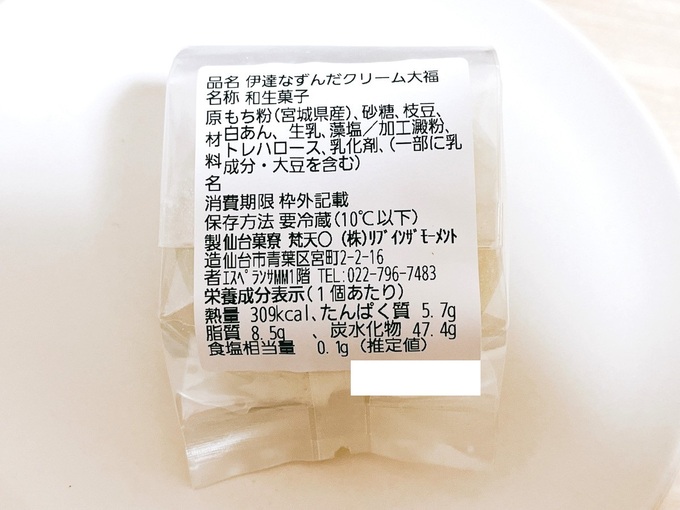 品名 伊達なずんだクリーム大福
名称 和生菓子
原もち粉(宮城県産)、砂糖、枝豆、
材白あん、生乳、藻塩/加工澱粉、
トレハロース、乳化剤、(一部に乳
料成分・大豆を含む)
名
消費期限 枠外記載
保存方法 要冷蔵(10℃以下)
製仙台菓寮 梵天〇 (株)リブインザモーメント
造仙台市青葉区宮町2-2-16
者エスペランサMM1階 TEL:022-796-7483
栄養成分表示(1個あたり)
熱量 309kcal、たんぱく質 5.7g
脂質 8.5g 、炭水化物 47.4g
食塩相当量 0.1g (推定値)